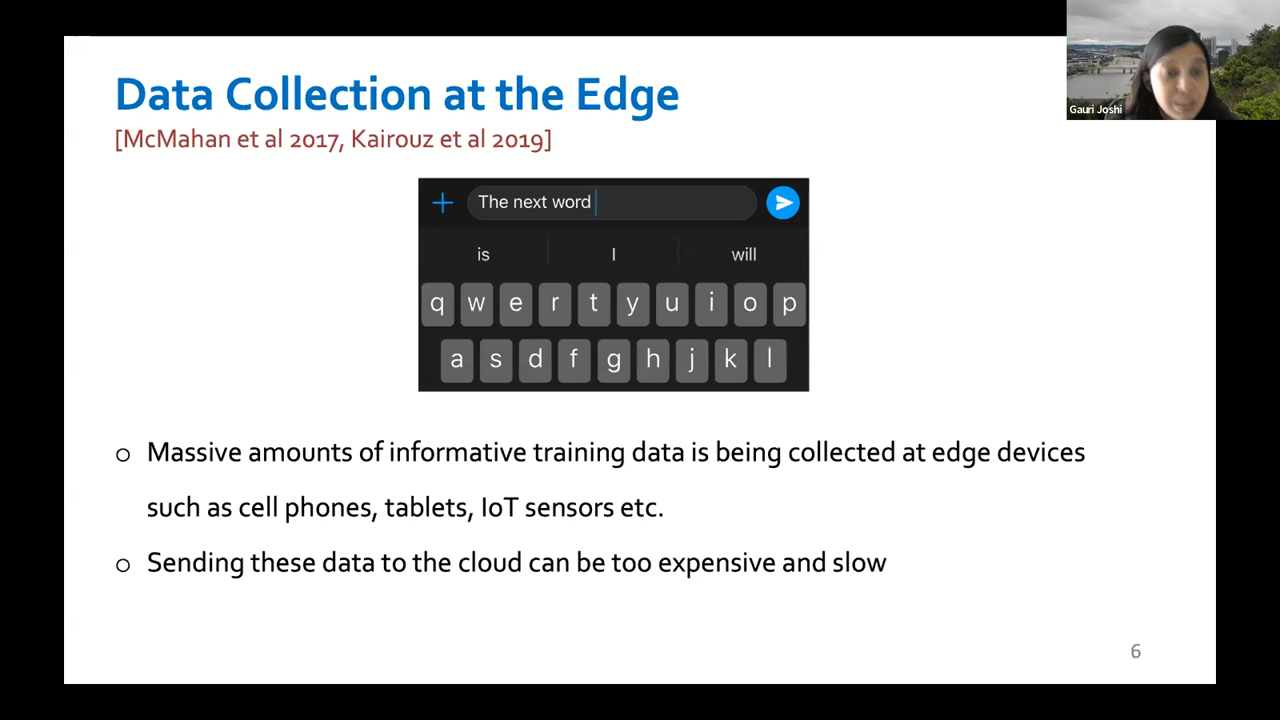 Data Collection at the Edge
[McMahan et al 2017, Kairouz et al 2019]
Gauri Joshi
The next word
is I will
q w e r t y u i o p
a s d f g h j k l
o Massive amounts of informative training data is being collected at edge devices
such as cell phones, tablets, IoT sensors etc.
o Sending these data to the cloud can be too expensive and slow
6